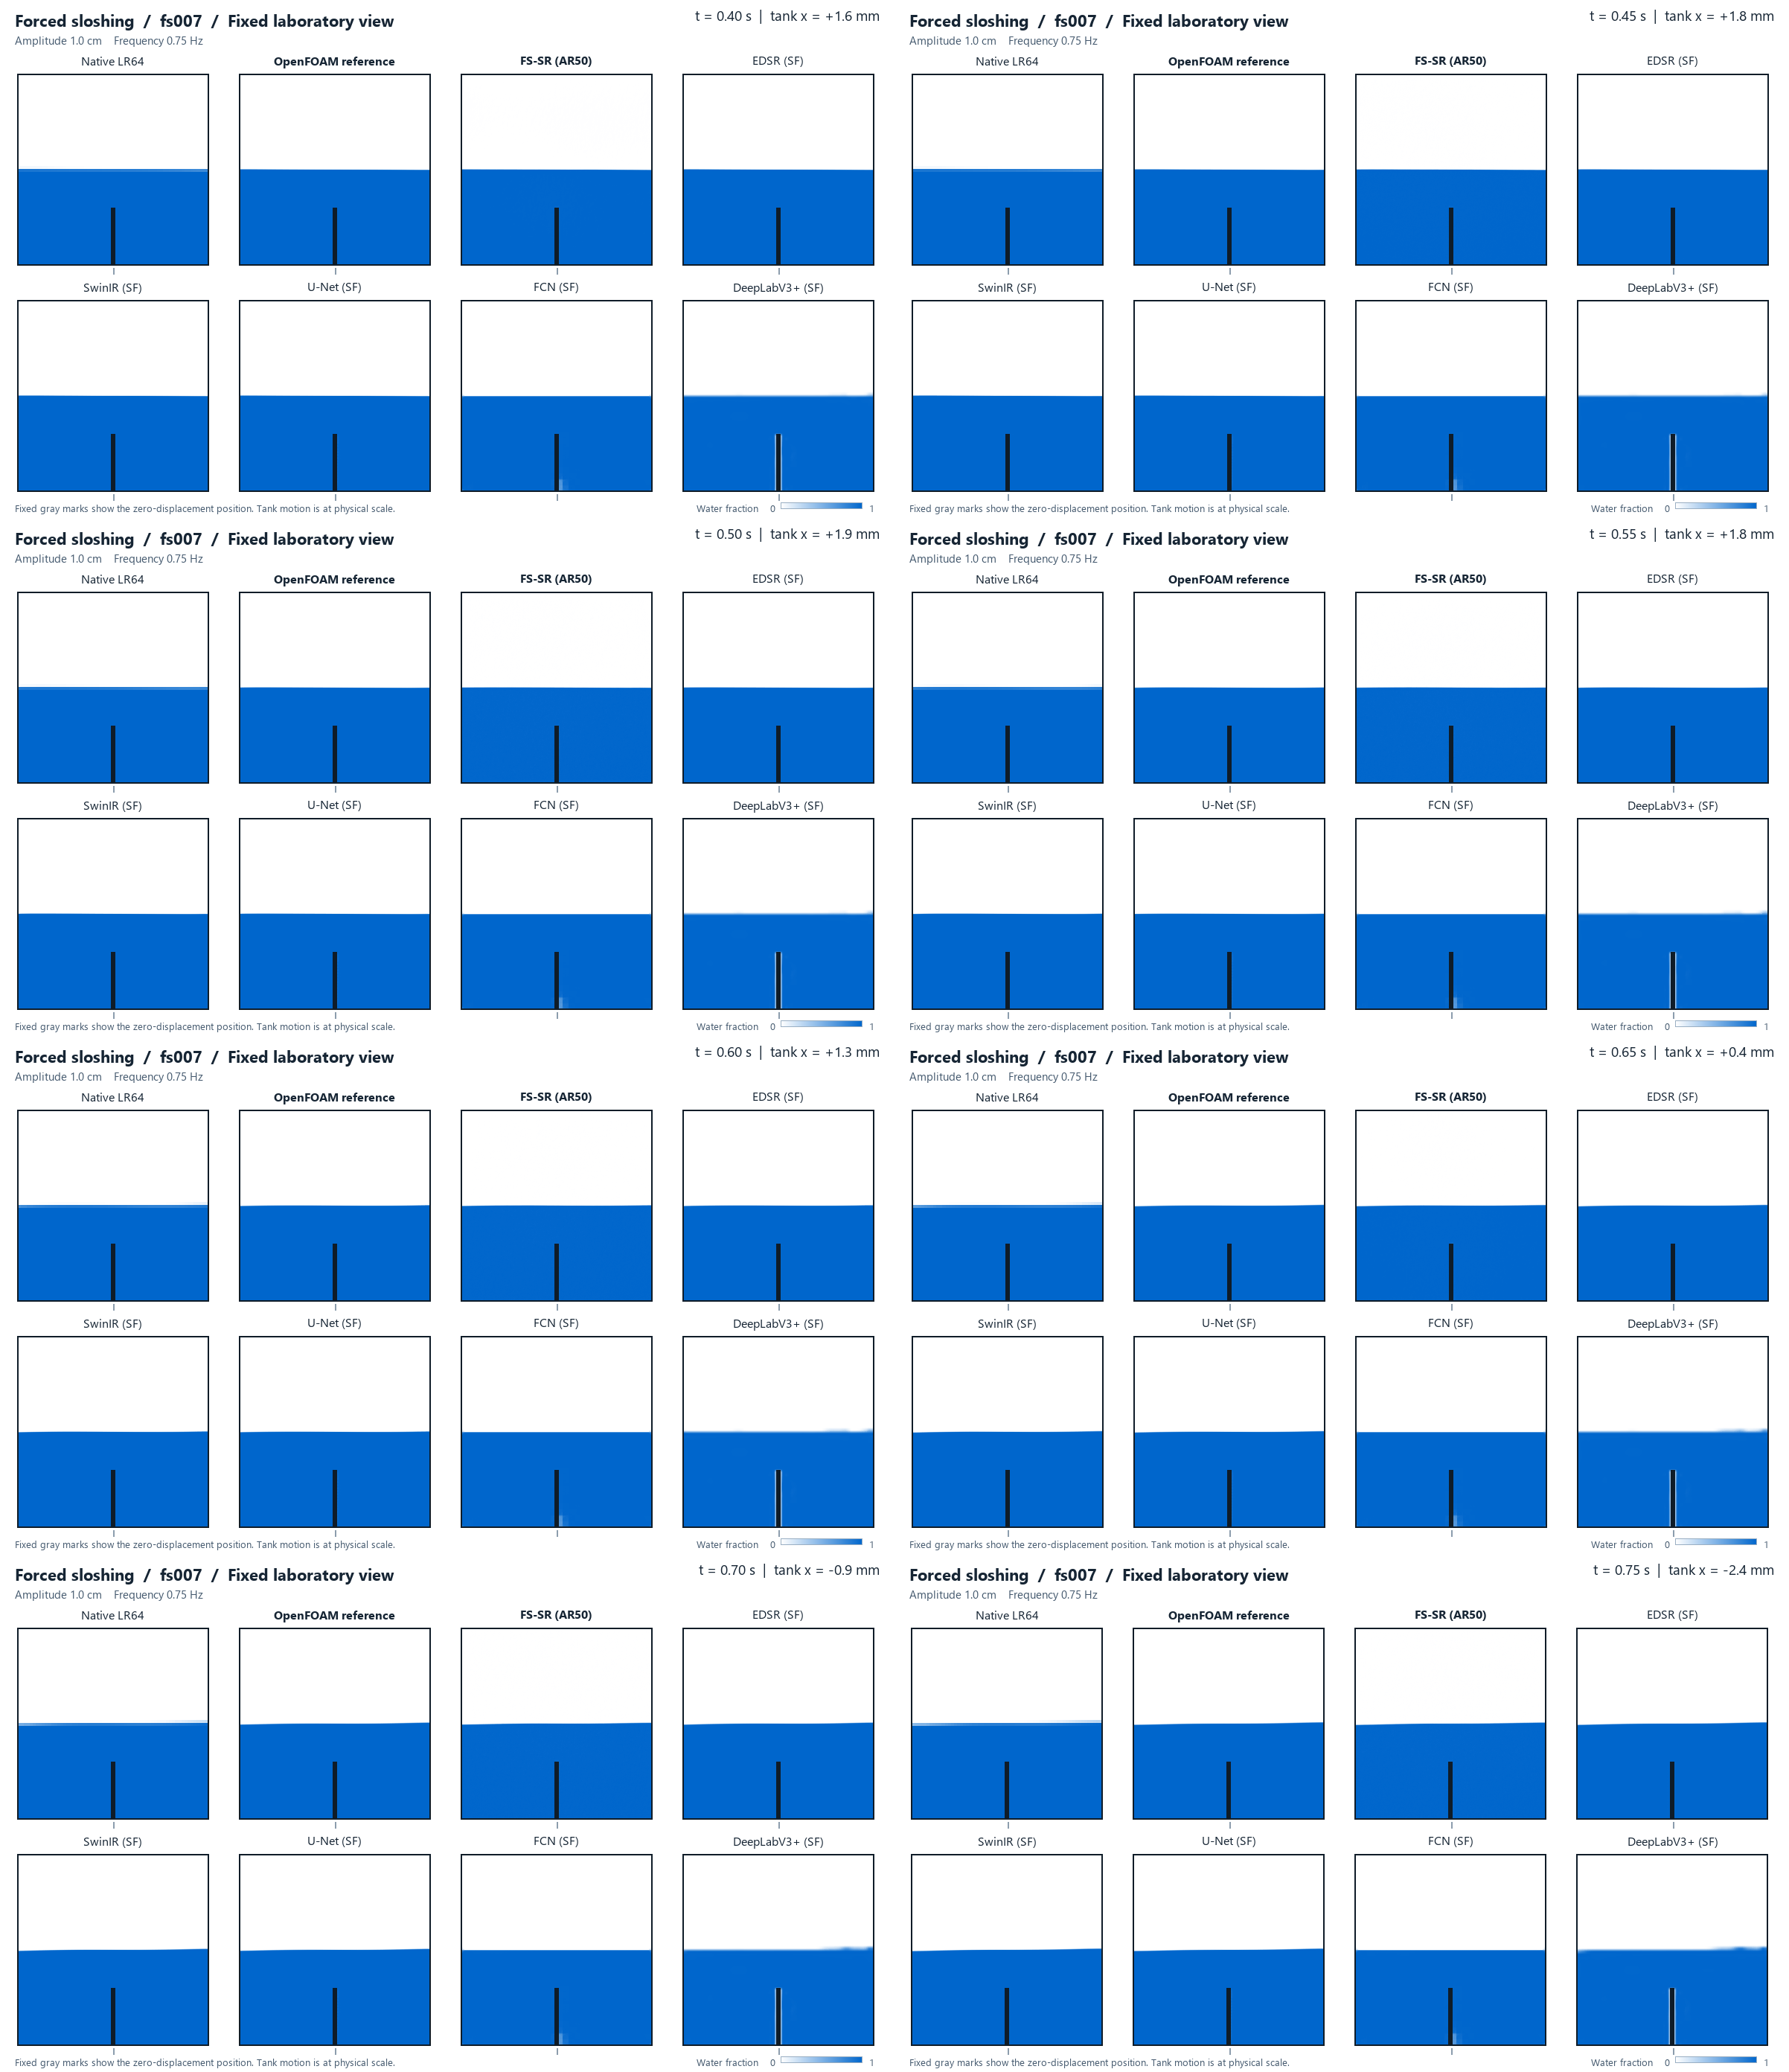 Forced sloshing / fs007 / Fixed laboratory view
t = 0.40 s | tank x = +1.6 mm
Amplitude 1.0 cm Frequency 0.75 Hz
Native LR64 OpenFOAM reference FS-SR (AR50) EDSR (SF)
SwinIR (SF) U-Net (SF) FCN (SF) DeepLabV3+ (SF)
Fixed gray marks show the zero-displacement position. Tank motion is at physical scale.
Water fraction 0 1
Forced sloshing / fs007 / Fixed laboratory view
t = 0.45 s | tank x = +1.8 mm
Amplitude 1.0 cm Frequency 0.75 Hz
Native LR64 OpenFOAM reference FS-SR (AR50) EDSR (SF)
SwinIR (SF) U-Net (SF) FCN (SF) DeepLabV3+ (SF)
Fixed gray marks show the zero-displacement position. Tank motion is at physical scale.
Water fraction 0 1
Forced sloshing / fs007 / Fixed laboratory view
t = 0.50 s | tank x = +1.9 mm
Amplitude 1.0 cm Frequency 0.75 Hz
Native LR64 OpenFOAM reference FS-SR (AR50) EDSR (SF)
SwinIR (SF) U-Net (SF) FCN (SF) DeepLabV3+ (SF)
Fixed gray marks show the zero-displacement position. Tank motion is at physical scale.
Water fraction 0 1
Forced sloshing / fs007 / Fixed laboratory view
t = 0.55 s | tank x = +1.8 mm
Amplitude 1.0 cm Frequency 0.75 Hz
Native LR64 OpenFOAM reference FS-SR (AR50) EDSR (SF)
SwinIR (SF) U-Net (SF) FCN (SF) DeepLabV3+ (SF)
Fixed gray marks show the zero-displacement position. Tank motion is at physical scale.
Water fraction 0 1
Forced sloshing / fs007 / Fixed laboratory view
t = 0.60 s | tank x = +1.3 mm
Amplitude 1.0 cm Frequency 0.75 Hz
Native LR64 OpenFOAM reference FS-SR (AR50) EDSR (SF)
SwinIR (SF) U-Net (SF) FCN (SF) DeepLabV3+ (SF)
Fixed gray marks show the zero-displacement position. Tank motion is at physical scale.
Water fraction 0 1
Forced sloshing / fs007 / Fixed laboratory view
t = 0.65 s | tank x = +0.4 mm
Amplitude 1.0 cm Frequency 0.75 Hz
Native LR64 OpenFOAM reference FS-SR (AR50) EDSR (SF)
SwinIR (SF) U-Net (SF) FCN (SF) DeepLabV3+ (SF)
Fixed gray marks show the zero-displacement position. Tank motion is at physical scale.
Water fraction 0 1
Forced sloshing / fs007 / Fixed laboratory view
t = 0.70 s | tank x = -0.9 mm
Amplitude 1.0 cm Frequency 0.75 Hz
Native LR64 OpenFOAM reference FS-SR (AR50) EDSR (SF)
SwinIR (SF) U-Net (SF) FCN (SF) DeepLabV3+ (SF)
Fixed gray marks show the zero-displacement position. Tank motion is at physical scale.
Water fraction 0 1
Forced sloshing / fs007 / Fixed laboratory view
t = 0.75 s | tank x = -2.4 mm
Amplitude 1.0 cm Frequency 0.75 Hz
Native LR64 OpenFOAM reference FS-SR (AR50) EDSR (SF)
SwinIR (SF) U-Net (SF) FCN (SF) DeepLabV3+ (SF)
Fixed gray marks show the zero-displacement position. Tank motion is at physical scale.
Water fraction 0 1